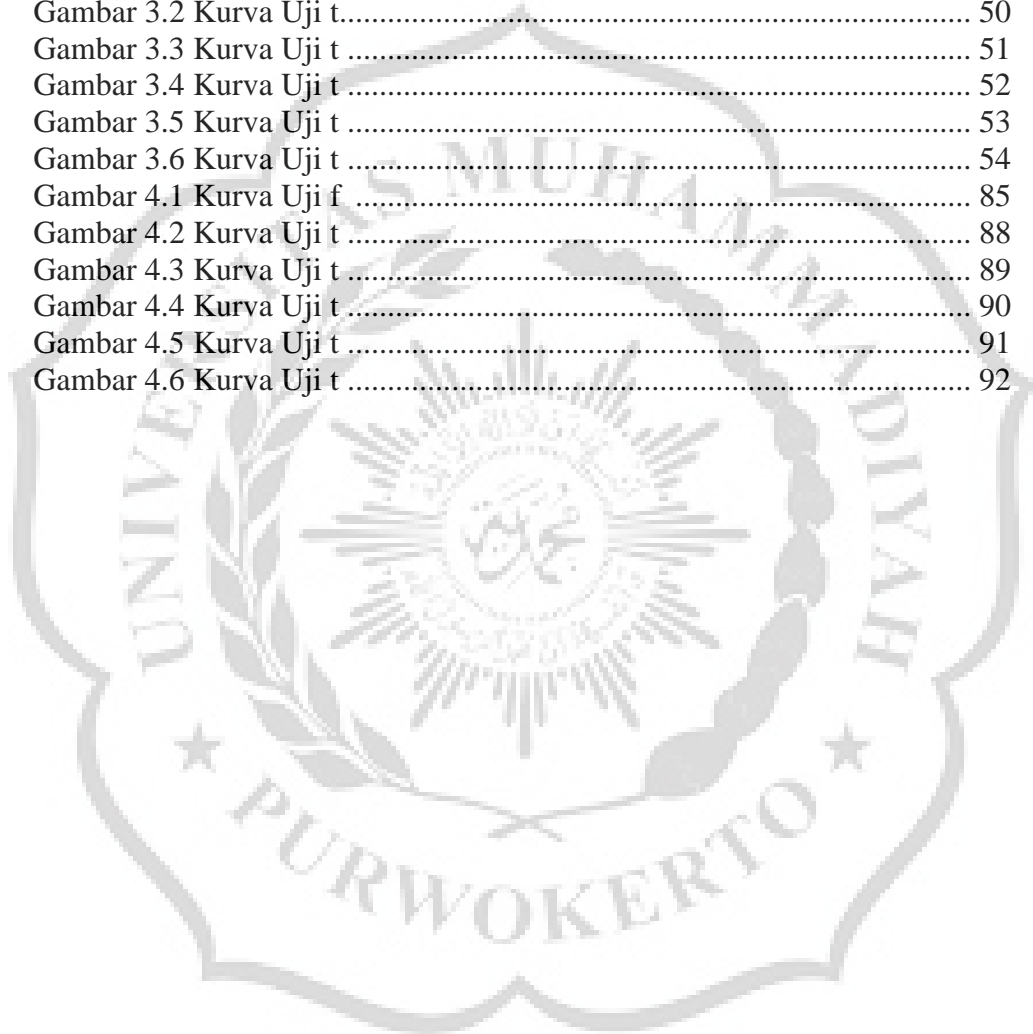 Gambar 3.2 Kurva Uji t.................................................................... 50
Gambar 3.3 Kurva Uji t ................................................................... 51
Gambar 3.4 Kurva Uji t ................................................................... 52
Gambar 3.5 Kurva Uji t ................................................................... 53
Gambar 3.6 Kurva Uji t ................................................................... 54
Gambar 4.1 Kurva Uji f .................................................................. 85
Gambar 4.2 Kurva Uji t ................................................................... 88
Gambar 4.3 Kurva Uji t ................................................................... 89
Gambar 4.4 Kurva Uji t ................................................................... 90
Gambar 4.5 Kurva Uji t ................................................................... 91
Gambar 4.6 Kurva Uji t ................................................................... 92
UNIVERSITAS MUHAMMADIYAH
PURWOKERTO